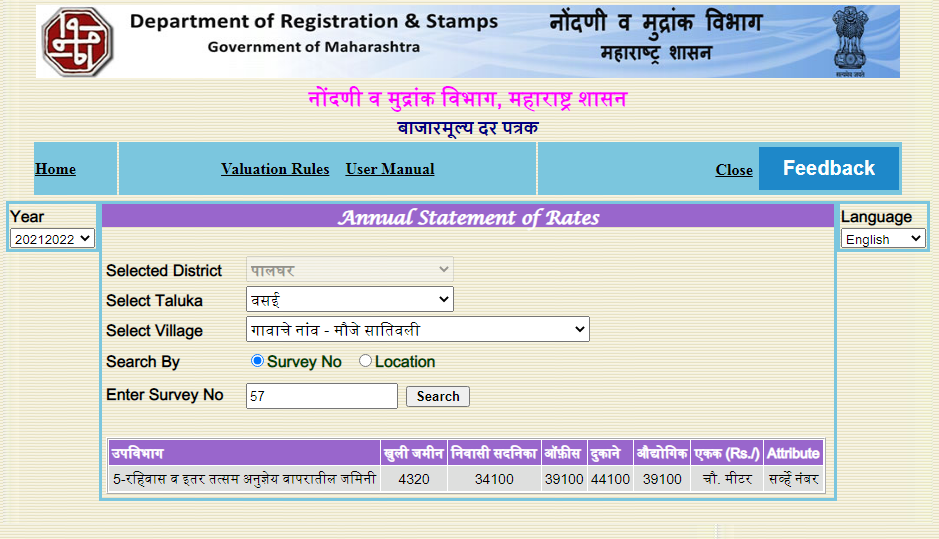 Department of Registration & Stamps
Government of Maharashtra
नोंदणी व मुद्रांक विभाग
महाराष्ट्र शासन
सत्यमेव जयते
नोंदणी व मुद्रांक विभाग, महाराष्ट्र शासन
बाजारमूल्य दर पत्रक
Home Valuation Rules User Manual Close Feedback
Year Annual Statement of Rates Language
20212022 English
Selected District पालघर
Select Taluka वसई
Select Village गावाचे नांव - मौजे सातिवली
Search By Survey No Location
Enter Survey No 57 Search
उपविभाग खुली जमीन निवासी सदनिका ऑफ़ीस दुकाने औद्योगिक एकक (Rs./) Attribute
5-रहिवास व इतर तत्सम अनुज्ञेय वापरातील जमिनी 4320 34100 39100 44100 39100 चौ. मीटर सर्व्हे नंबर